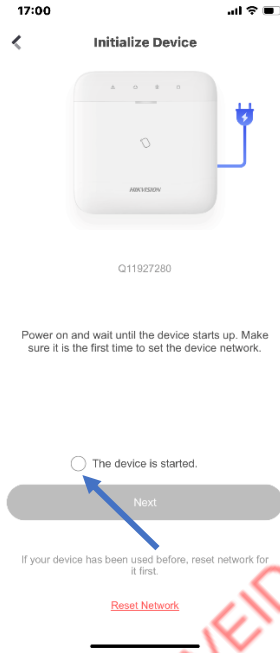 17:00
Initialize Device
HIKVISION
Q11927280
Power on and wait until the device starts up. Make
sure it is the first time to set the device network.
The device is started.
Next
If your device has been used before, reset network for
it first.
Reset Network
VEID